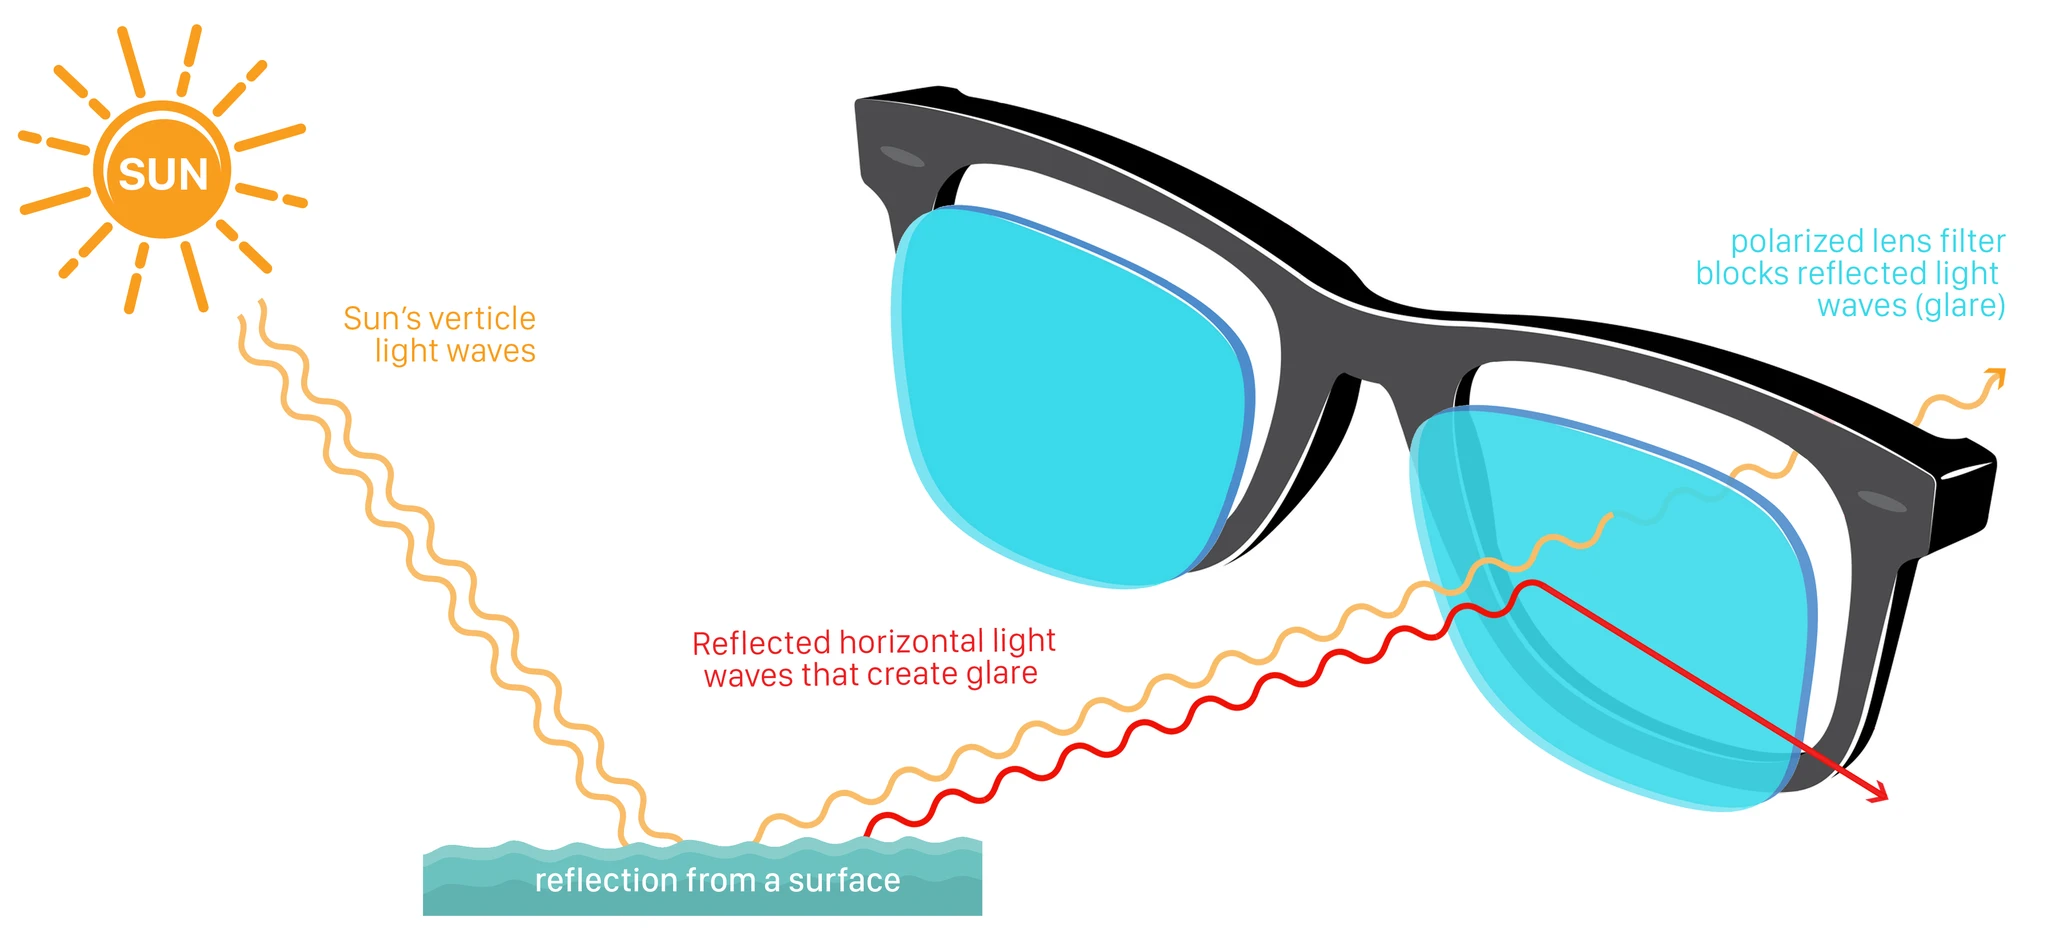 SUN
Sun's verticle
light waves
polarized lens filter
blocks reflected light
waves (glare)
Reflected horizontal light
waves that create glare
reflection from a surface